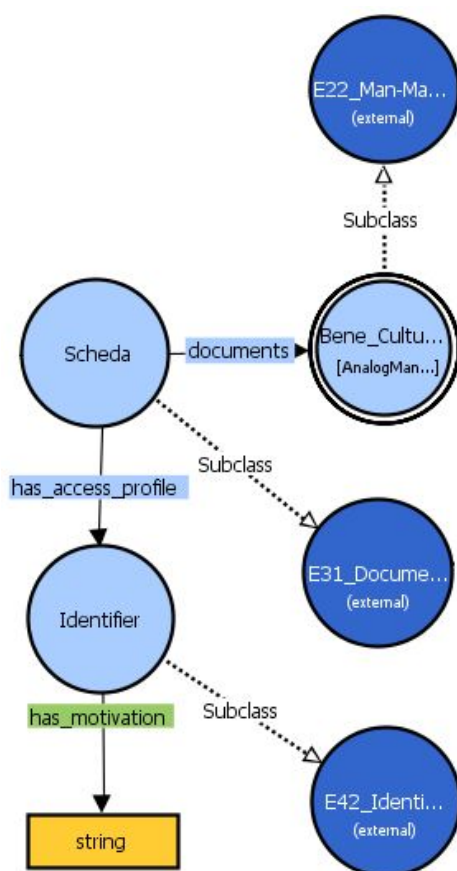 E22_Man-Ma...
(external)
Subclass
Scheda
documents
Bene_Cultu...
[AnalogMan...]
Subclass
has_access_profile
E31_Docume...
(external)
Identifier
has_motivation
Subclass
E42_Identi...
(external)
string